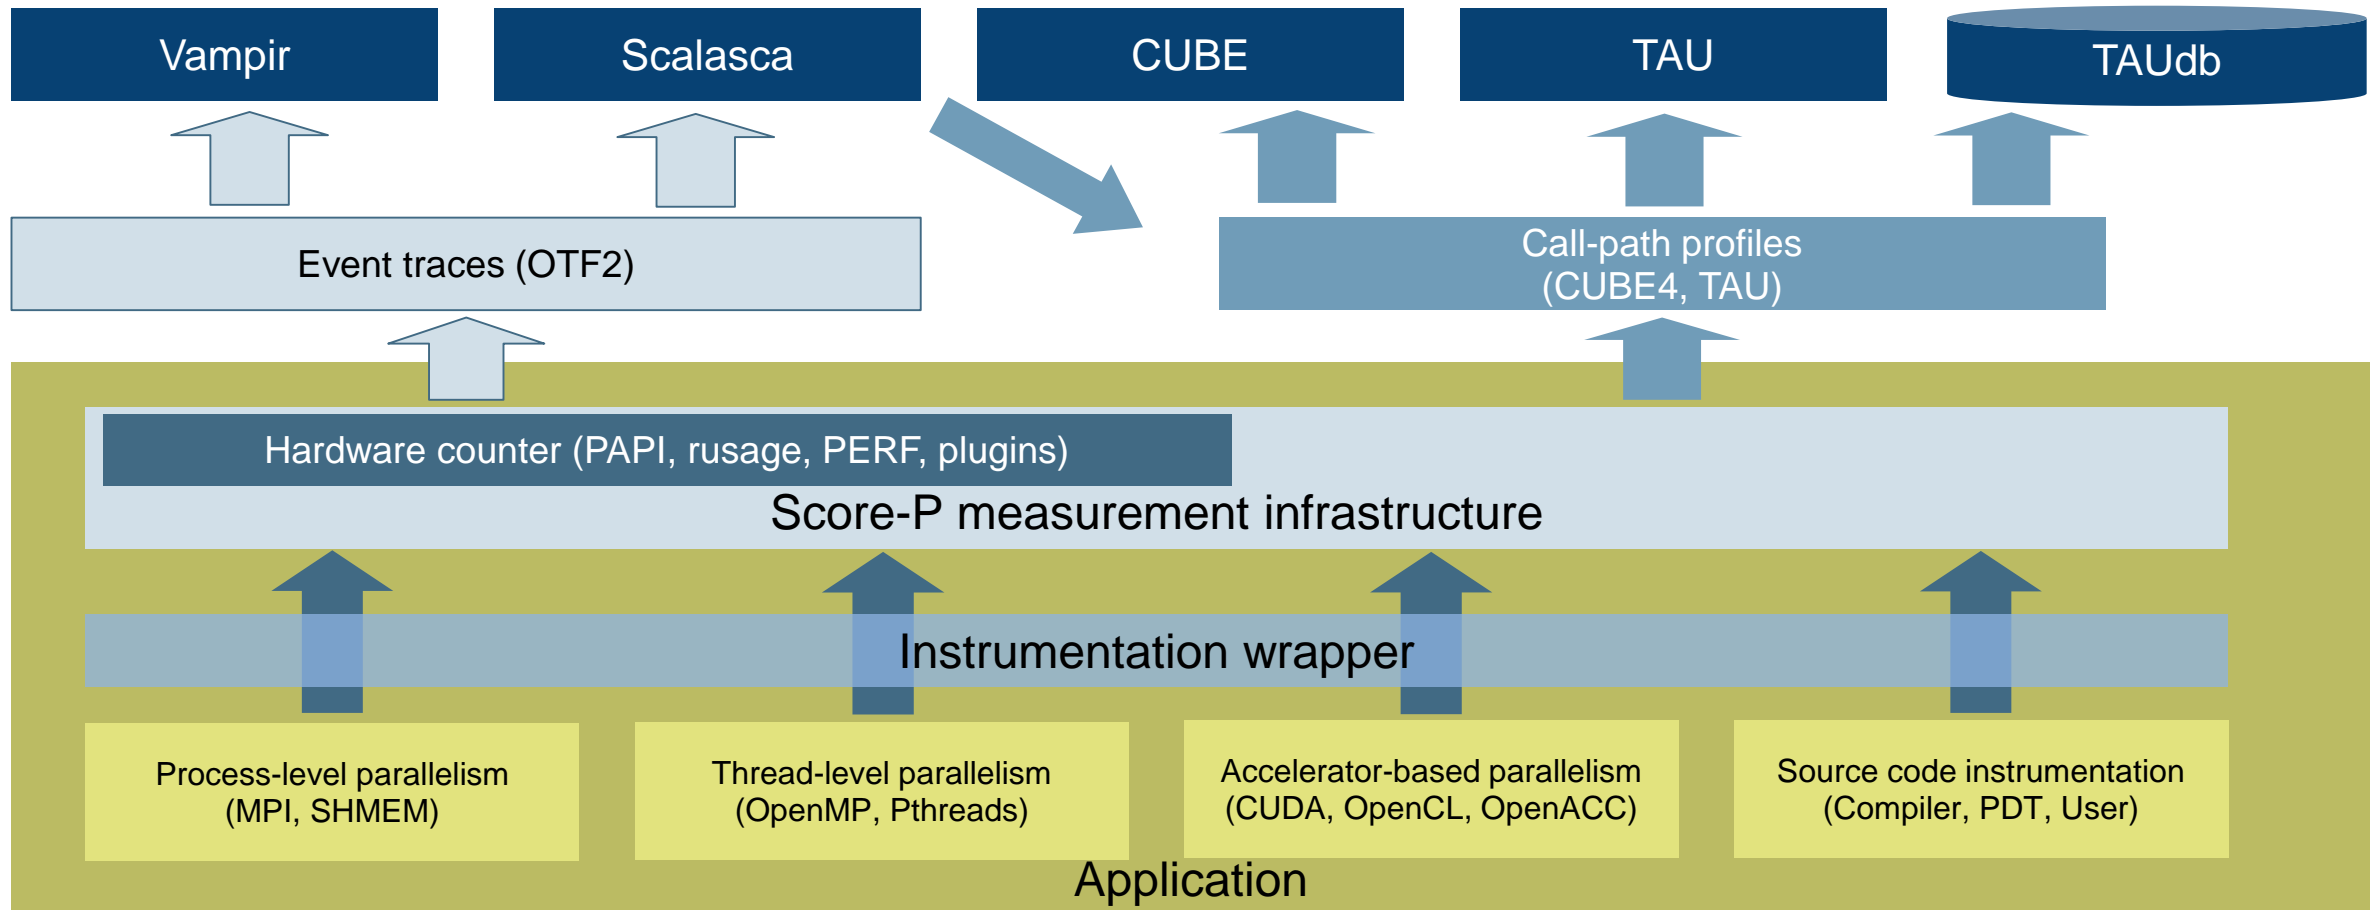 Vampir
Scalasca
CUBE
TAU
TAUdb
Event traces (OTF2)
Call-path profiles
(CUBE4, TAU)
Hardware counter (PAPI, rusage, PERF, plugins)
Score-P measurement infrastructure
Instrumentation wrapper
Process-level parallelism
(MPI, SHMEM)
Thread-level parallelism
(OpenMP, Pthreads)
Accelerator-based parallelism
(CUDA, OpenCL, OpenACC)
Source code instrumentation
(Compiler, PDT, User)
Application